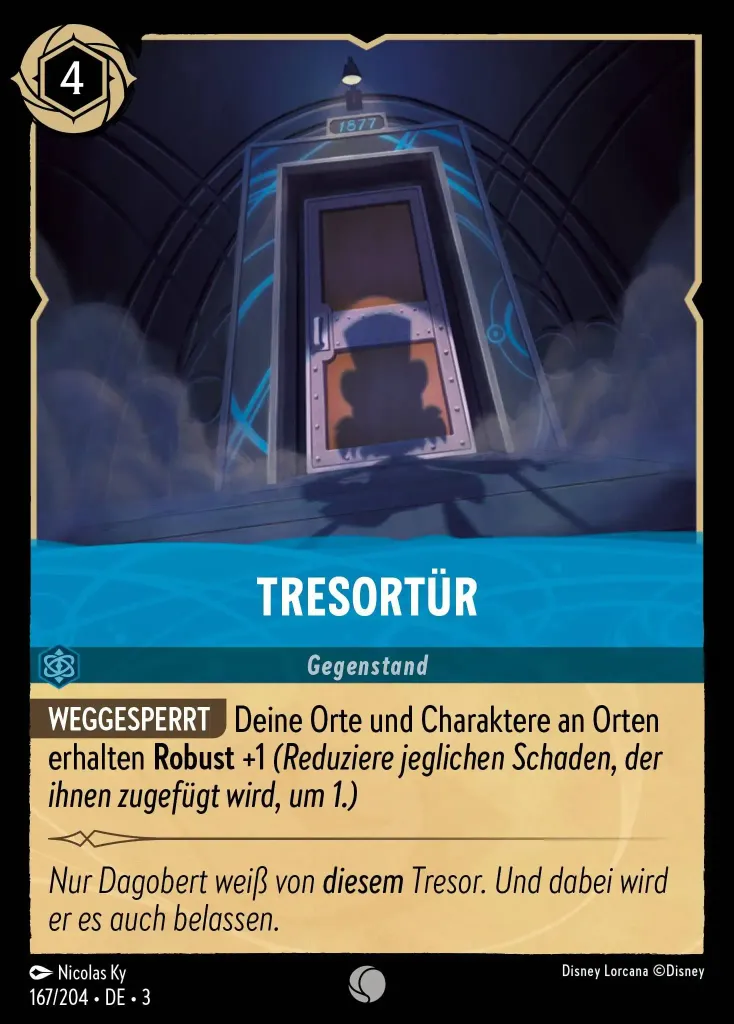 4
1877
TRESORTÜR
Gegenstand
WEGGESPERRT Deine Orte und Charaktere an Orten
erhalten Robust +1 (Reduziere jeglichen Schaden, der
ihnen zugefügt wird, um 1.)
Nur Dagobert weiß von diesem Tresor. Und dabei wird
er es auch belassen.
Nicolas Ky
Disney Lorcana ©Disney
167/204 • DE • 3